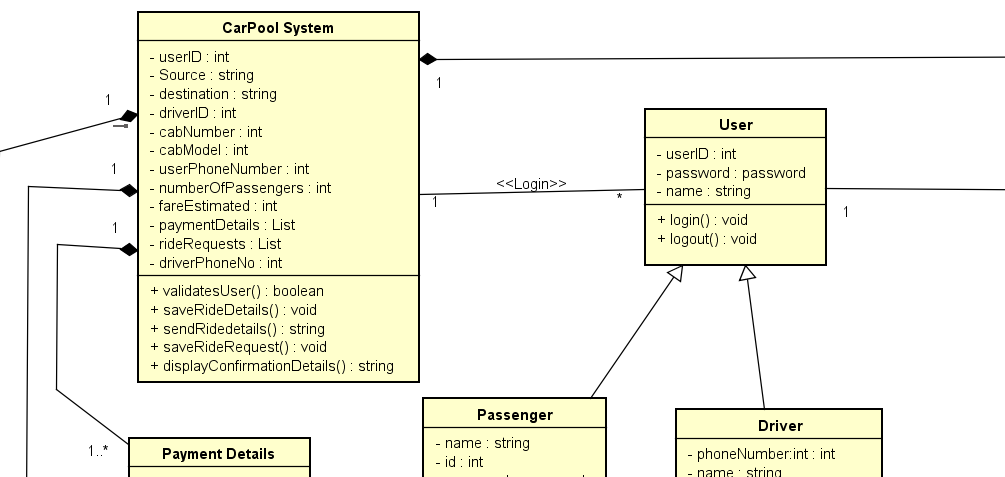 CarPool System
- userID : int
- Source : string
- destination : string
- driverID : int
- cabNumber : int
- cabModel : int
- userPhoneNumber : int
- numberOfPassengers : int
- fareEstimated : int
- paymentDetails : List
- rideRequests : List
- driverPhoneNo : int
+ validatesUser() : boolean
+ saveRideDetails() : void
+ sendRidedetails() : string
+ saveRideRequest() : void
+ displayConfirmationDetails() : string
1
1
1
1
<<Login>>
1
*
User
- userID : int
- password : password
- name : string
+ login() : void
+ logout() : void
1
1..*
Payment Details
Passenger
- name : string
- id : int
Driver
- phoneNumber:int : int
- name : string